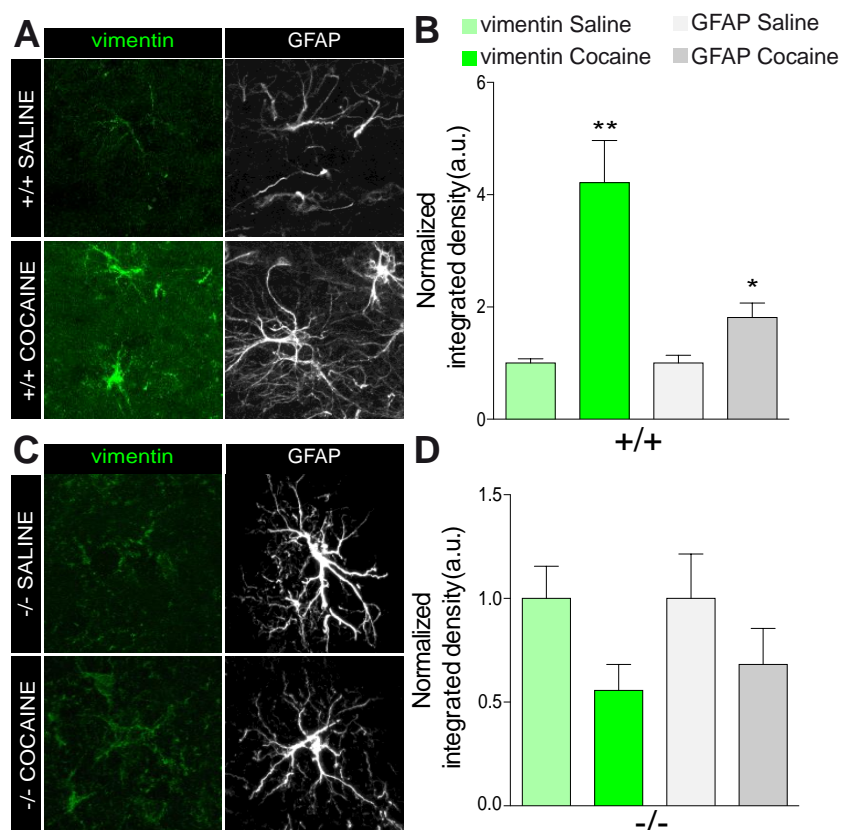 A
vimentin
GFAP
+/+ SALINE
+/+ COCAINE
B
vimentin Saline
GFAP Saline
vimentin Cocaine
GFAP Cocaine
Normalized
integrated density(a.u.)
6
4
2
0
**
*
+/+
C
vimentin
GFAP
-/- SALINE
-/- COCAINE
D
Normalized
integrated density(a.u.)
1.5
1.0
0.5
0.0
-/-